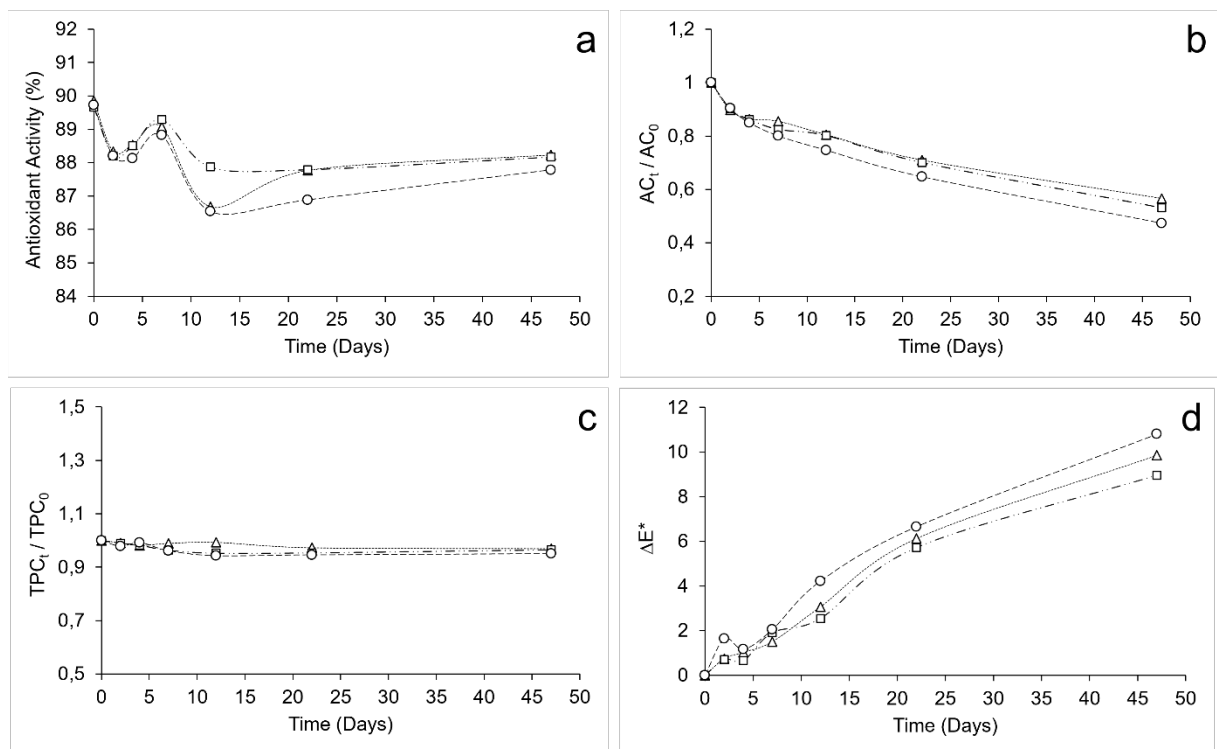 a
Antioxidant Activity (%)
92
91
90
89
88
87
86
85
84
0 5 10 15 20 25 30 35 40 45 50
Time (Days)
b
ACt / AC0
1,2
1
0,8
0,6
0,4
0,2
0 5 10 15 20 25 30 35 40 45 50
Time (Days)
c
TPCt / TPC0
1,5
1,3
1,1
0,9
0,7
0,5
0 5 10 15 20 25 30 35 40 45 50
Time (Days)
d
ΔE*
12
10
8
6
4
2
0
0 5 10 15 20 25 30 35 40 45 50
Time (Days)